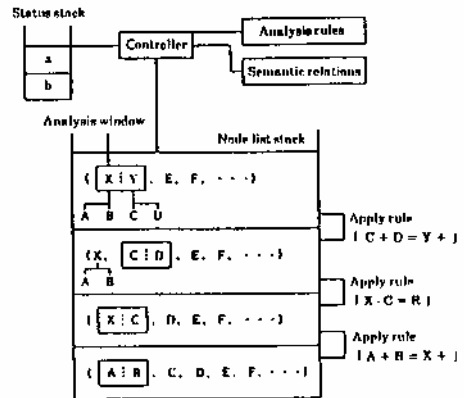 Status stack
a
b
Controller
Analysis rules
Semantic relations
Analysis window
Node list stack
( X ¦ Y , E, F, ・・・ )
A B C D
Apply rule
[ C + D = Y + ]
(X, C ¦ D , E, F, ・・・ )
A B
Apply rule
[ X - C = R ]
( X ¦ C , D, E, F, ・・・ )
Apply rule
[ A + B = X + ]
( A ¦ B , C, D, E, F, ・・・ )